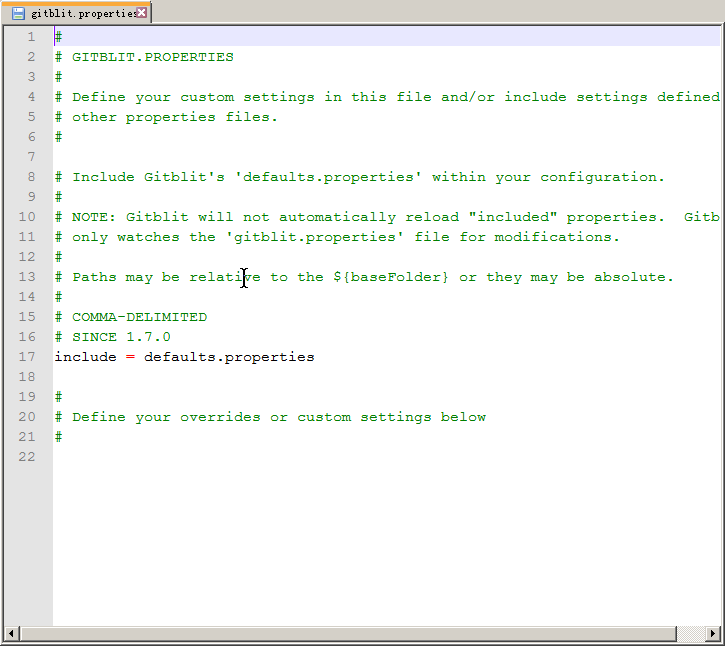 gitblit.properties
1 #
2 # GITBLIT.PROPERTIES
3 #
4 # Define your custom settings in this file and/or include settings defined
5 # other properties files.
6 #
7
8 # Include Gitblit's 'defaults.properties' within your configuration.
9 #
10 # NOTE: Gitblit will not automatically reload "included" properties.  Gitb
11 # only watches the 'gitblit.properties' file for modifications.
12 #
13 # Paths may be relative to the ${baseFolder} or they may be absolute.
14 #
15 # COMMA-DELIMITED
16 # SINCE 1.7.0
17 include = defaults.properties
18
19 #
20 # Define your overrides or custom settings below
21 #
22